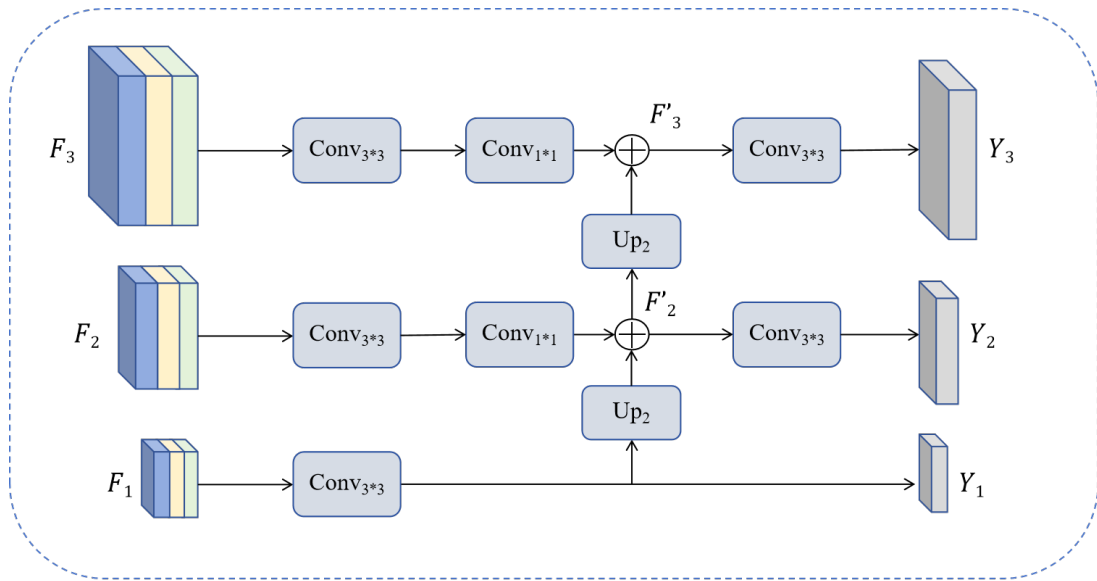 F₃ Conv₃*₃ Conv₁*₁ F'₃ Conv₃*₃ Y₃
Up₂
F₂ Conv₃*₃ Conv₁*₁ F'₂ Conv₃*₃ Y₂
Up₂
F₁ Conv₃*₃ Y₁